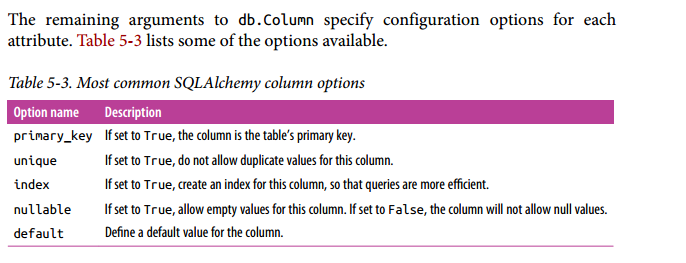 The remaining arguments to db.Column specify configuration options for each
attribute. Table 5-3 lists some of the options available.
Table 5-3. Most common SQLAlchemy column options
Option name Description
primary_key If set to True, the column is the table's primary key.
unique If set to True, do not allow duplicate values for this column.
index If set to True, create an index for this column, so that queries are more efficient.
nullable If set to True, allow empty values for this column. If set to False, the column will not allow null values.
default Define a default value for the column.